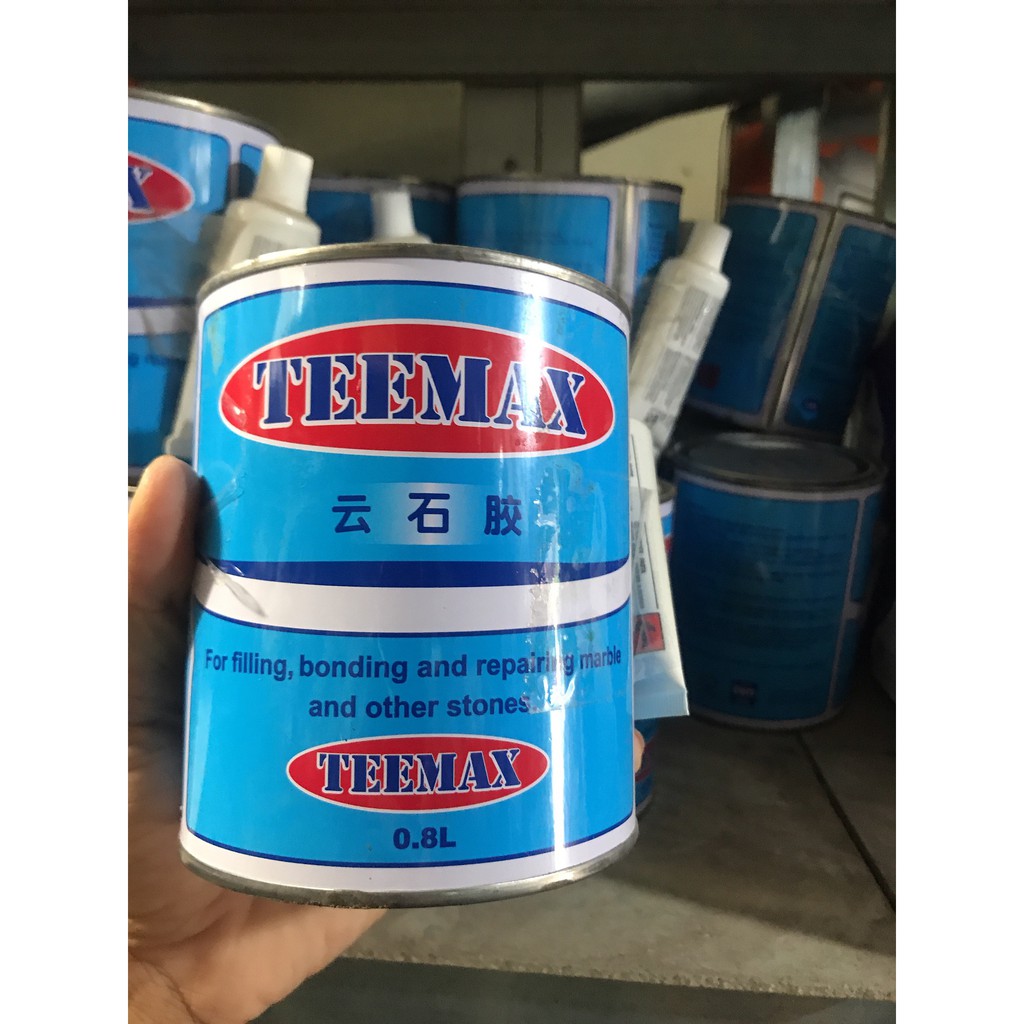 TEEMAX
云石胶
For filling, bonding and repairing marble
and other stones.
TEEMAX
0.8L